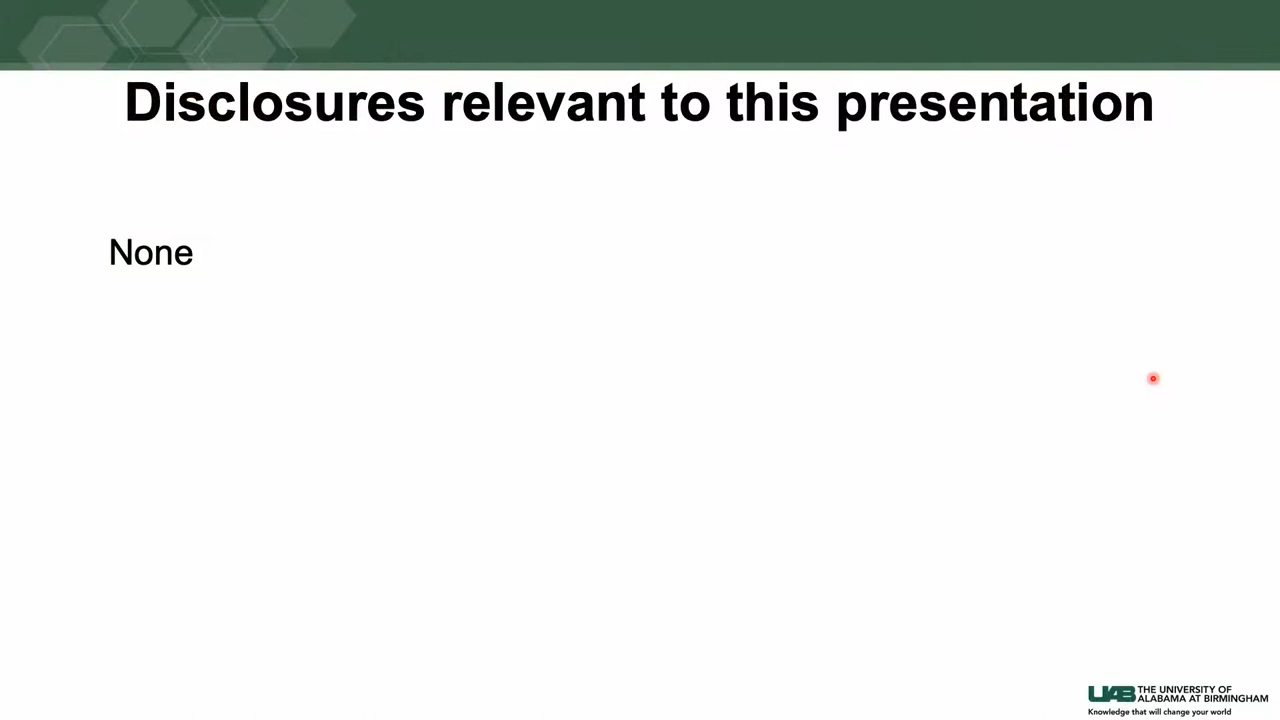 Disclosures relevant to this presentation
None
UAB THE UNIVERSITY OF
ALABAMA AT BIRMINGHAM
Knowledge that will change your world